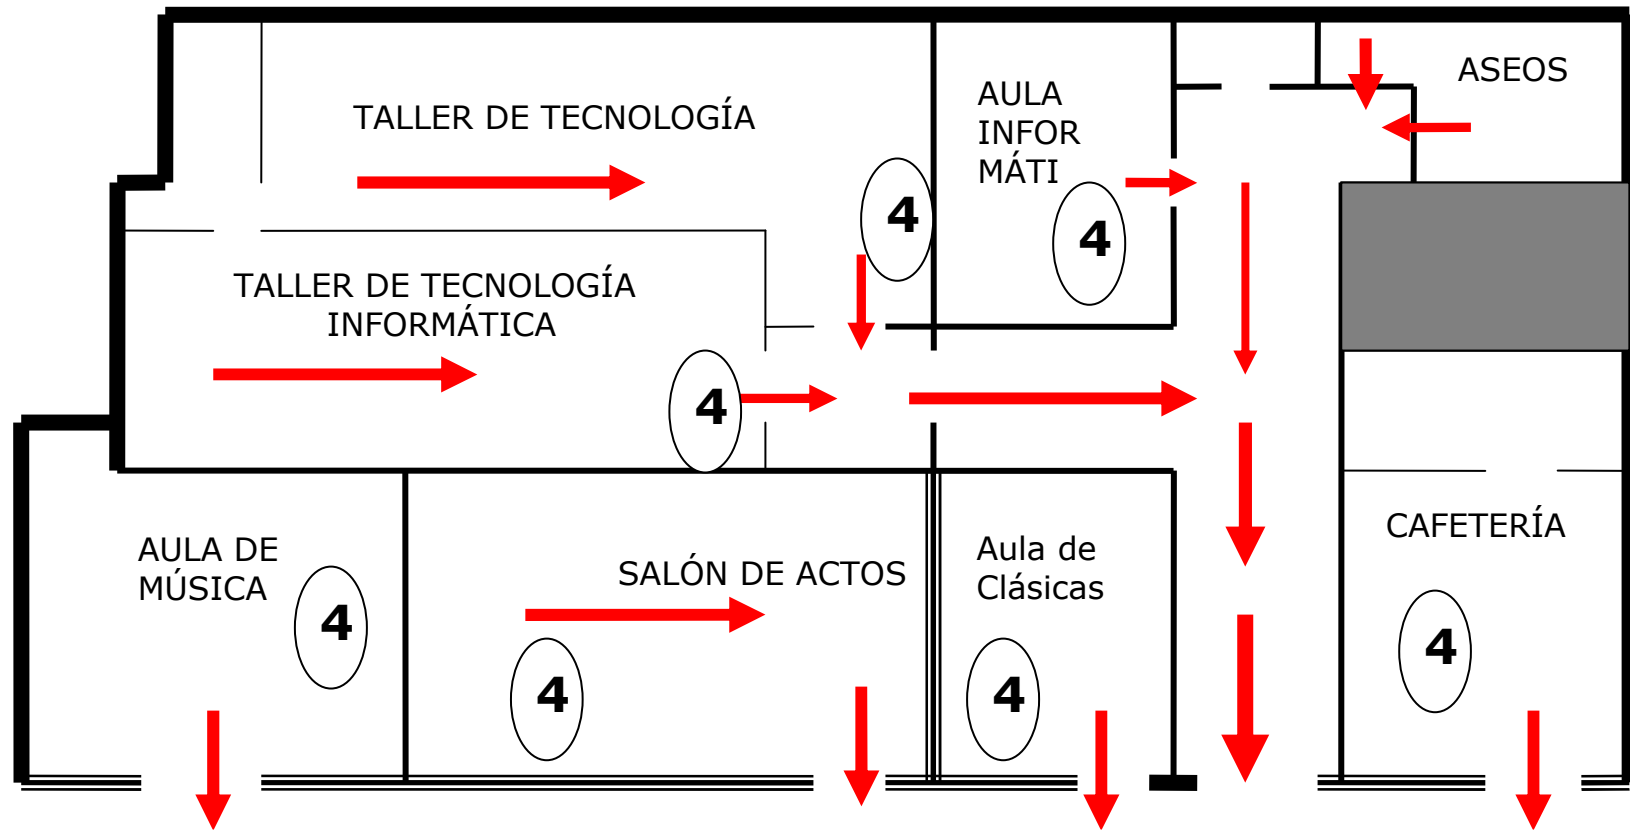 TALLER DE TECNOLOGÍA
AULA
INFOR
MÁTI
ASEOS
4
4
TALLER DE TECNOLOGÍA
INFORMÁTICA
4
AULA DE
MÚSICA
4
SALÓN DE ACTOS
4
Aula de
Clásicas
4
CAFETERÍA
4